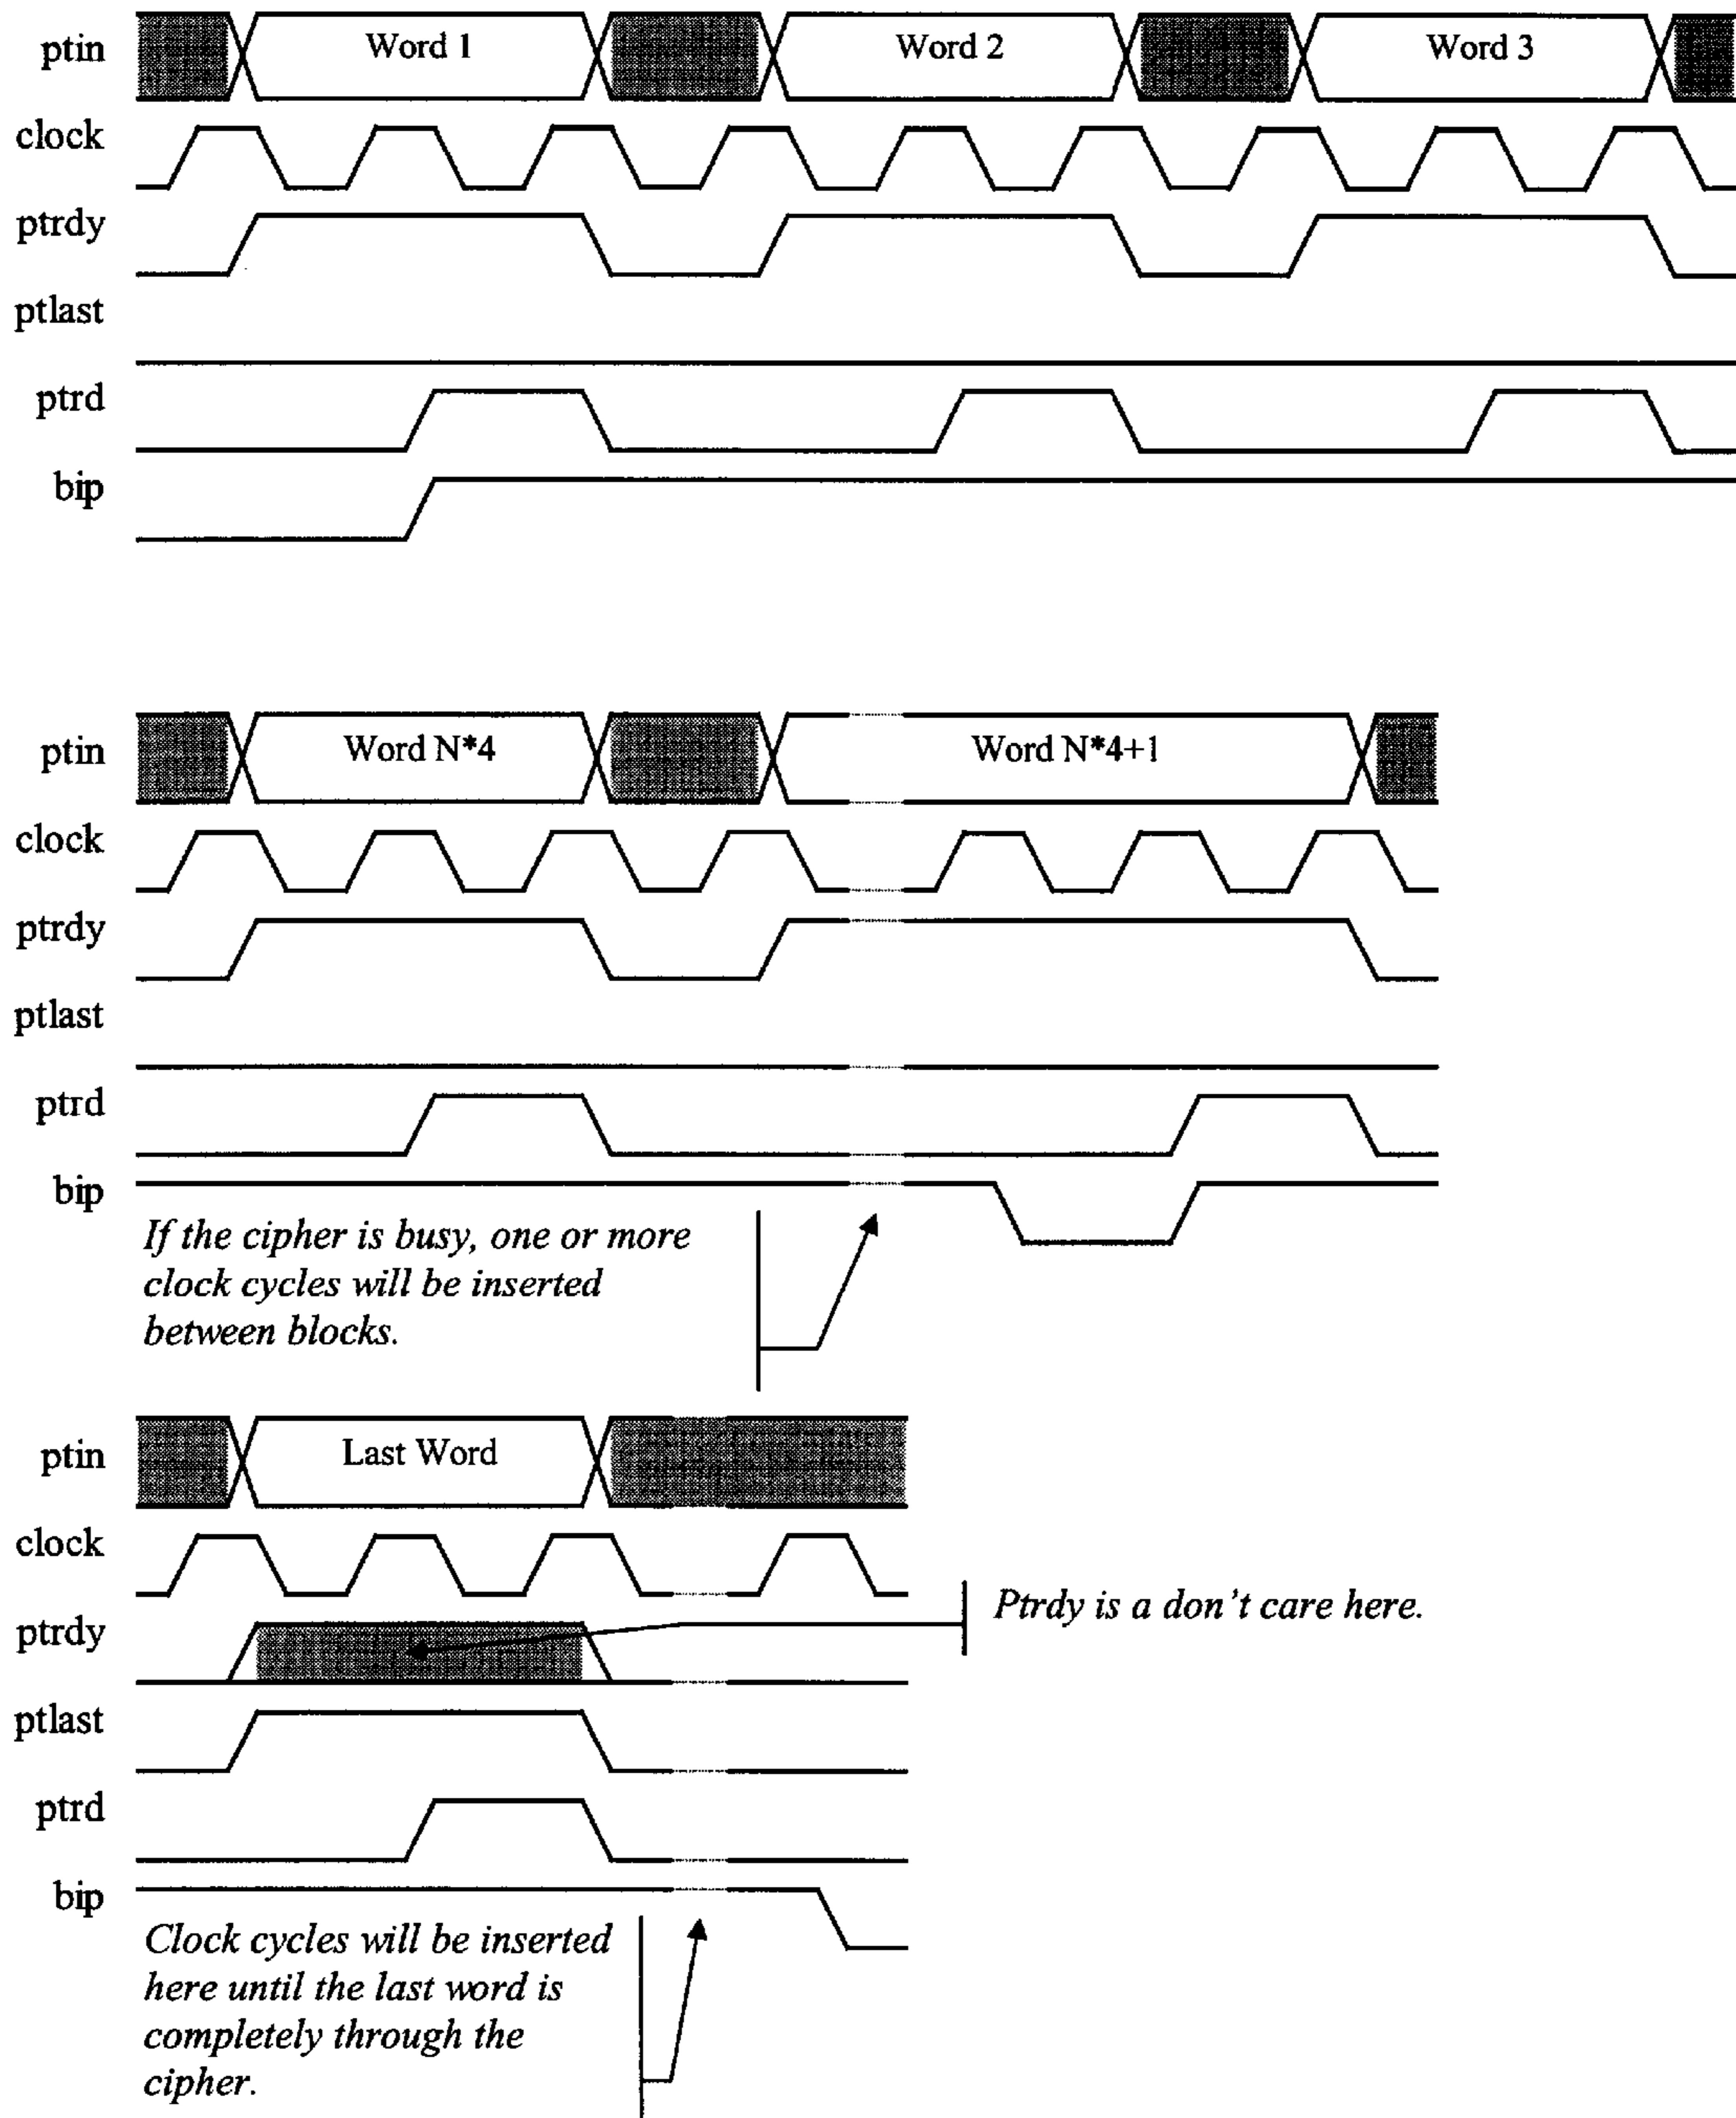 ptin Word 1 Word 2 Word 3
clock
ptrdy
ptlast
ptrd
bip
ptin Word N*4 Word N*4+1
clock
ptrdy
ptlast
ptrd
bip
If the cipher is busy, one or more
clock cycles will be inserted
between blocks.
ptin Last Word
clock
Ptrdy is a don't care here.
ptrdy
ptlast
ptrd
bip
Clock cycles will be inserted
here until the last word is
completely through the
cipher.